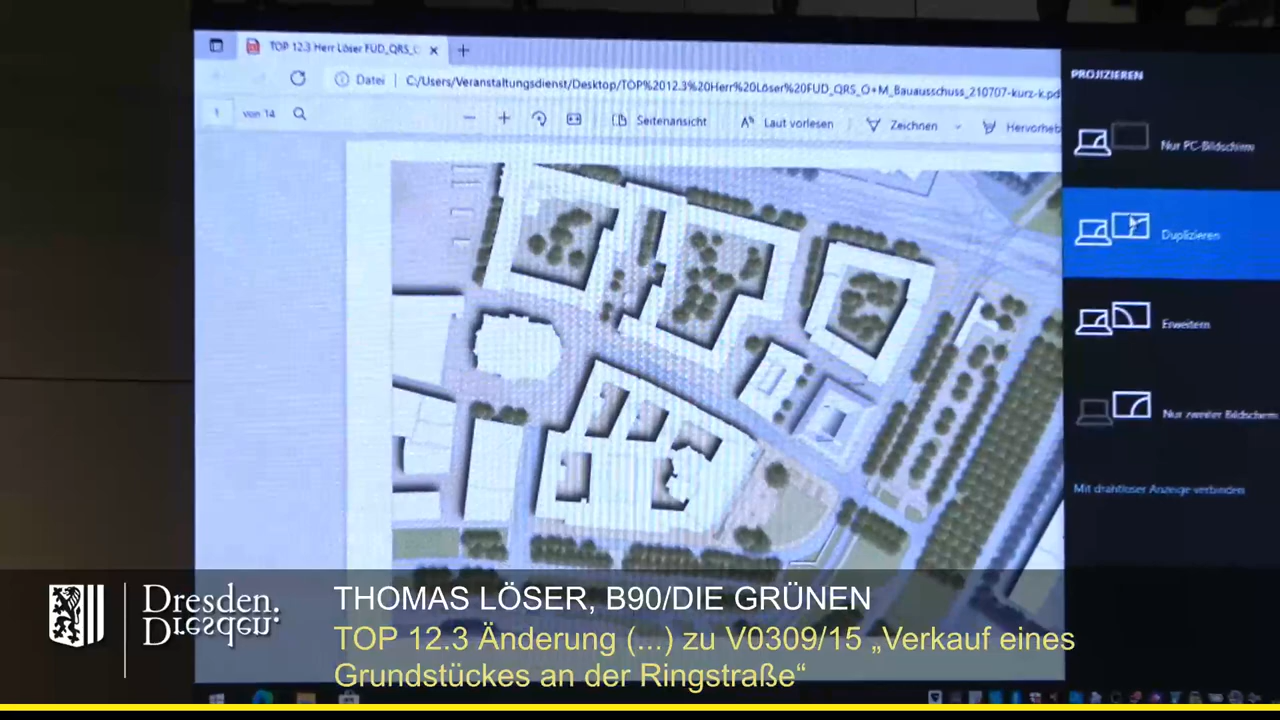 TOP 12.3 Herr Löser FUD_QRS_
PROJIZIEREN
Datei
C:/Users/Veranstaltungsdienst/Desktop/TOP%2012.3%20Herr%20Löser%20FUD_QRS_O+M_Bauausschuss_210707-kurz-k.pd
1 von 14
Seitenansicht
Laut vorlesen
Zeichnen
Hervorheb
Nur PC-Bildschirm
Duplizieren
Erweitern
Nur zweiter Bildschirm
Mit drahtloser Anzeige verbinden
Dresden.
Dresden.
THOMAS LÖSER, B90/DIE GRÜNEN
TOP 12.3 Änderung (...) zu V0309/15 „Verkauf eines
Grundstückes an der Ringstraße“